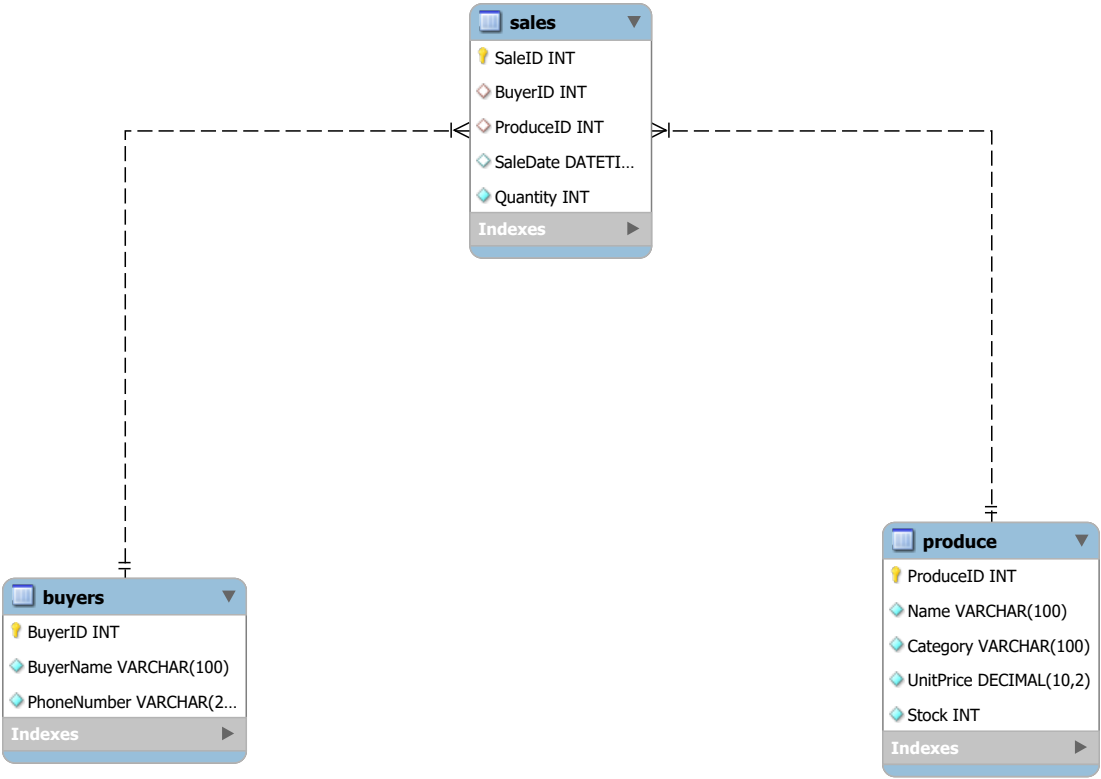 sales
SaleID INT
BuyerID INT
ProduceID INT
SaleDate DATETI...
Quantity INT
Indexes
buyers
BuyerID INT
BuyerName VARCHAR(100)
PhoneNumber VARCHAR(2...
Indexes
produce
ProduceID INT
Name VARCHAR(100)
Category VARCHAR(100)
UnitPrice DECIMAL(10,2)
Stock INT
Indexes